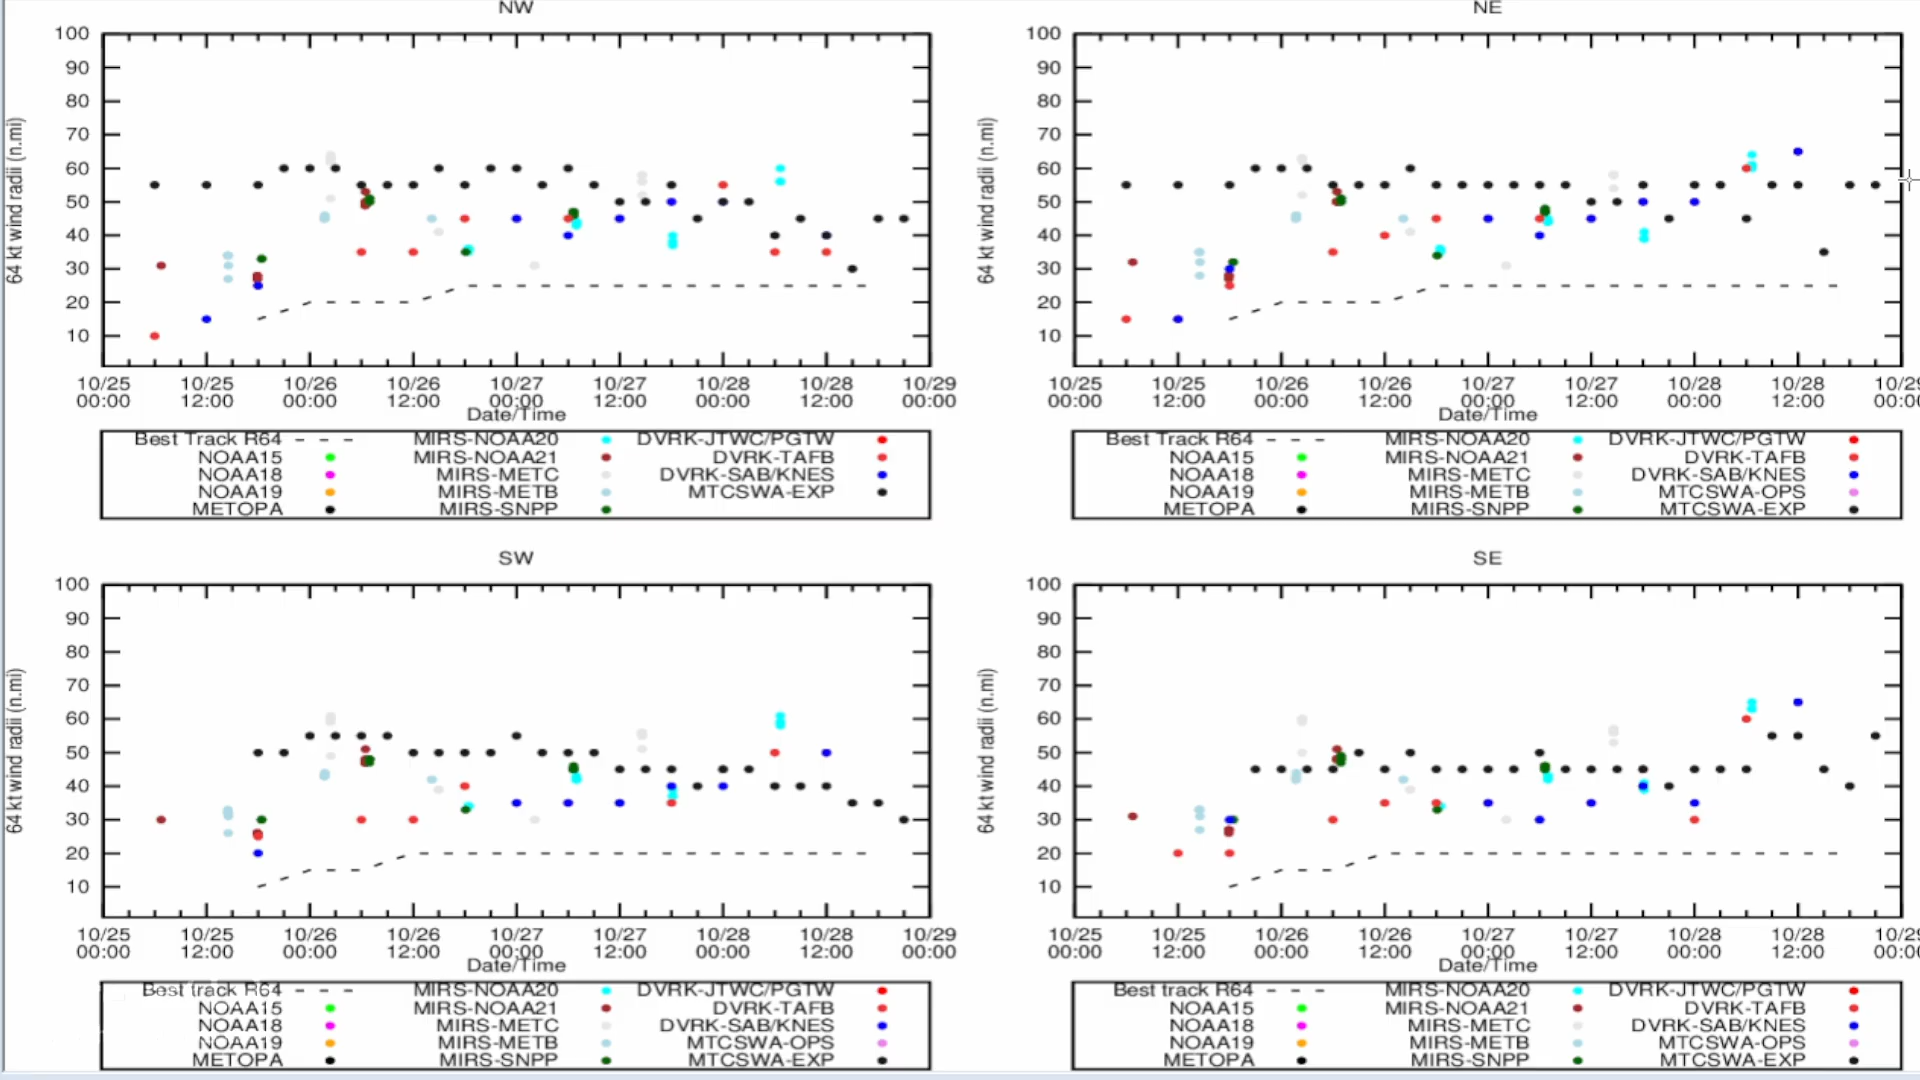 NW
64 kt wind radii (n.mi)
100
90
80
70
60
50
40
30
20
10
10/25 10/25 10/26 10/26 10/27 10/27 10/28 10/28 10/29
00:00 12:00 00:00 12:00 00:00 12:00 00:00 12:00 00:00
Date/Time
Best Track R64 MIRS-NOAA20 DVRK-JTWC/PGTW
NOAA15 MIRS-NOAA21 DVRK-TAFB
NOAA18 MIRS-METC DVRK-SAB/KNES
NOAA19 MIRS-METB MTCSWA-EXP
METOPA MIRS-SNPP
NE
64 kt wind radii (n.mi)
100
90
80
70
60
50
40
30
20
10
10/25 10/25 10/26 10/26 10/27 10/27 10/28 10/28 10/29
00:00 12:00 00:00 12:00 00:00 12:00 00:00 12:00 00:00
Date/Time
Best Track R64 MIRS-NOAA20 DVRK-JTWC/PGTW
NOAA15 MIRS-NOAA21 DVRK-TAFB
NOAA18 MIRS-METC DVRK-SAB/KNES
NOAA19 MIRS-METB MTCSWA-OPS
METOPA MIRS-SNPP MTCSWA-EXP
SW
64 kt wind radii (n.mi)
100
90
80
70
60
50
40
30
20
10
10/25 10/25 10/26 10/26 10/27 10/27 10/28 10/28 10/29
00:00 12:00 00:00 12:00 00:00 12:00 00:00 12:00 00:00
Date/Time
Best track R64 MIRS-NOAA20 DVRK-JTWC/PGTW
NOAA15 MIRS-NOAA21 DVRK-TAFB
NOAA18 MIRS-METC DVRK-SAB/KNES
NOAA19 MIRS-METB MTCSWA-OPS
METOPA MIRS-SNPP MTCSWA-EXP
SE
64 kt wind radii (n.mi)
100
90
80
70
60
50
40
30
20
10
10/25 10/25 10/26 10/26 10/27 10/27 10/28 10/28 10/29
00:00 12:00 00:00 12:00 00:00 12:00 00:00 12:00 00:00
Date/Time
Best track R64 MIRS-NOAA20 DVRK-JTWC/PGTW
NOAA15 MIRS-NOAA21 DVRK-TAFB
NOAA18 MIRS-METC DVRK-SAB/KNES
NOAA19 MIRS-METB MTCSWA-OPS
METOPA MIRS-SNPP MTCSWA-EXP